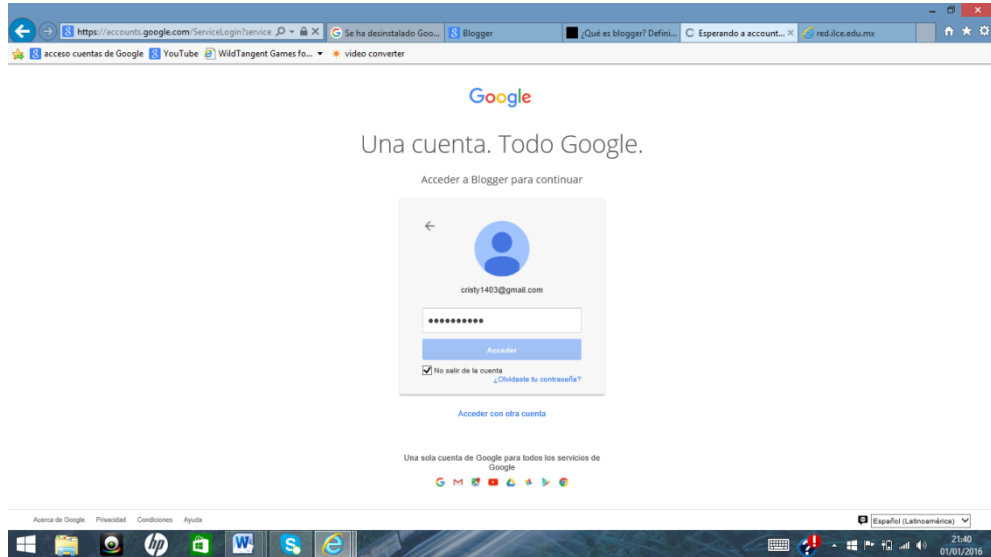 https://accounts.google.com/ServiceLogin?service
Se ha desinstalado Goo...
Blogger
¿Qué es blogger? Defini...
Esperando a account...
red.ilce.edu.mx
acceso cuentas de Google
YouTube
WildTangent Games fo...
video converter
Google
Una cuenta. Todo Google.
Acceder a Blogger para continuar
cristy1403@gmail.com
••••••••••
Acceder
No salir de la cuenta
¿Olvidaste tu contraseña?
Acceder con otra cuenta
Una sola cuenta de Google para todos los servicios de
Google
Acerca de Google Privacidad Condiciones Ayuda
Español (Latinoamérica)
21:40
01/01/2016